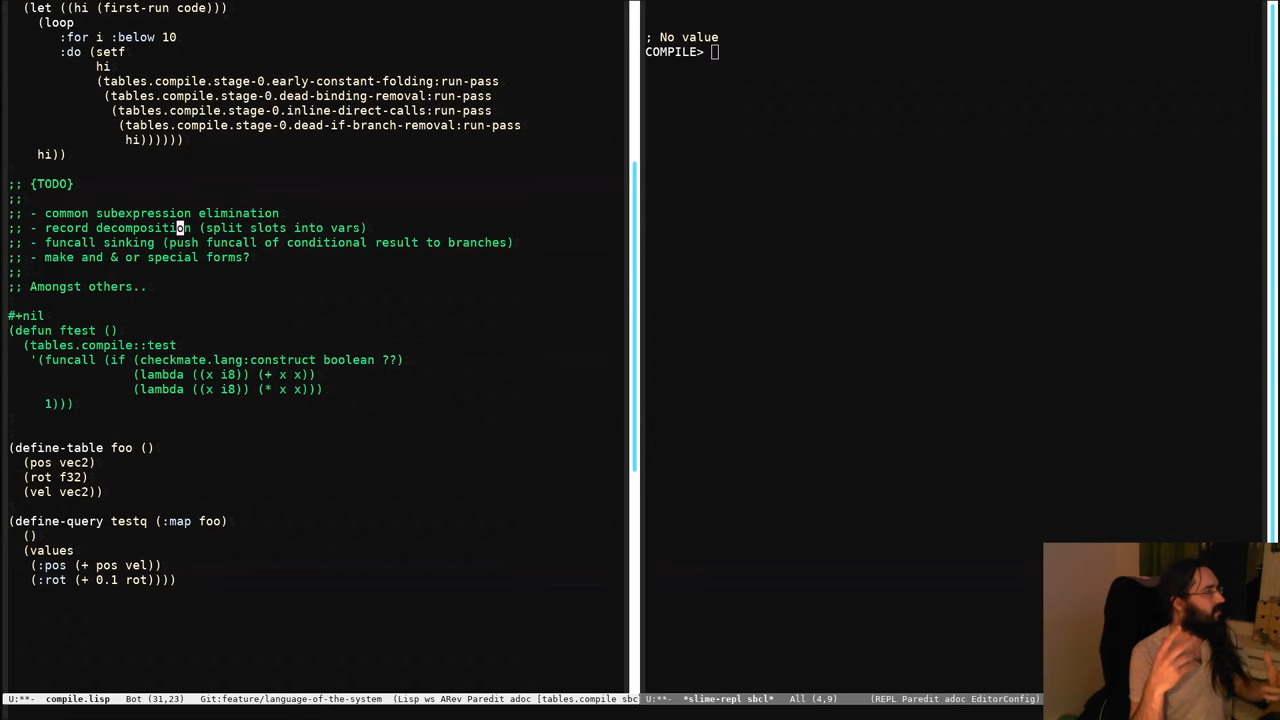 (let ((hi (first-run code)))
(loop
:for i :below 10
:do (setf
hi
(tables.compile.stage-0.early-constant-folding:run-pass
(tables.compile.stage-0.dead-binding-removal:run-pass
(tables.compile.stage-0.inline-direct-calls:run-pass
(tables.compile.stage-0.dead-if-branch-removal:run-pass
hi))))))
hi))
;; {TODO}
;;
;; - common subexpression elimination
;; - record decomposition (split slots into vars)
;; - funcall sinking (push funcall of conditional result to branches)
;; - make and & or special forms?
;;
;; Amongst others..
#+nil
(defun ftest ()
(tables.compile::test
'(funcall (if (checkmate.lang:construct boolean ??)
(lambda ((x i8)) (+ x x))
(lambda ((x i8)) (* x x)))
1)))
(define-table foo ()
(pos vec2)
(rot f32)
(vel vec2))
(define-query testq (:map foo)
()
(values
(:pos (+ pos vel))
(:rot (+ 0.1 rot))))
U:**-  compile.lisp   Bot (31,23)   Git:feature/language-of-the-system  (Lisp ws ARev Paredit adoc [tables.compile sbc
; No value
COMPILE>
U:**-  *slime-repl sbcl*   All (4,9)   (REPL Paredit adoc EditorConfig)